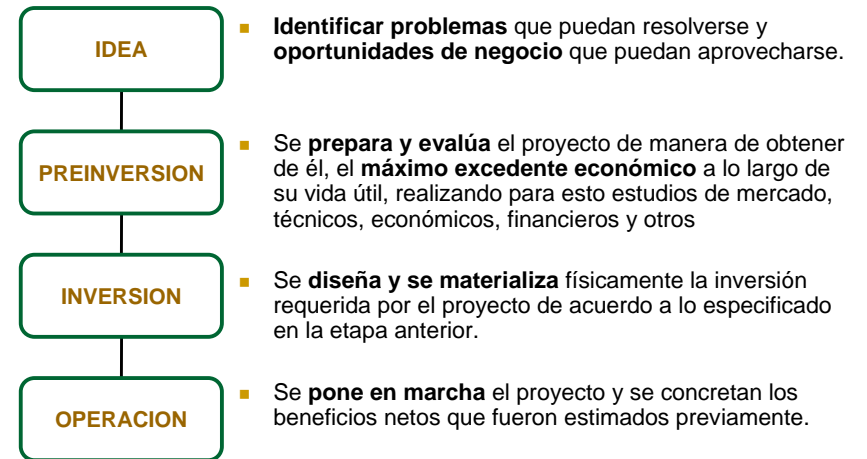 IDEA
Identificar problemas que puedan resolverse y
oportunidades de negocio que puedan aprovecharse.
PREINVERSION
Se prepara y evalúa el proyecto de manera de obtener
de él, el máximo excedente económico a lo largo de
su vida útil, realizando para esto estudios de mercado,
técnicos, económicos, financieros y otros
INVERSION
Se diseña y se materializa físicamente la inversión
requerida por el proyecto de acuerdo a lo especificado
en la etapa anterior.
OPERACION
Se pone en marcha el proyecto y se concretan los
beneficios netos que fueron estimados previamente.